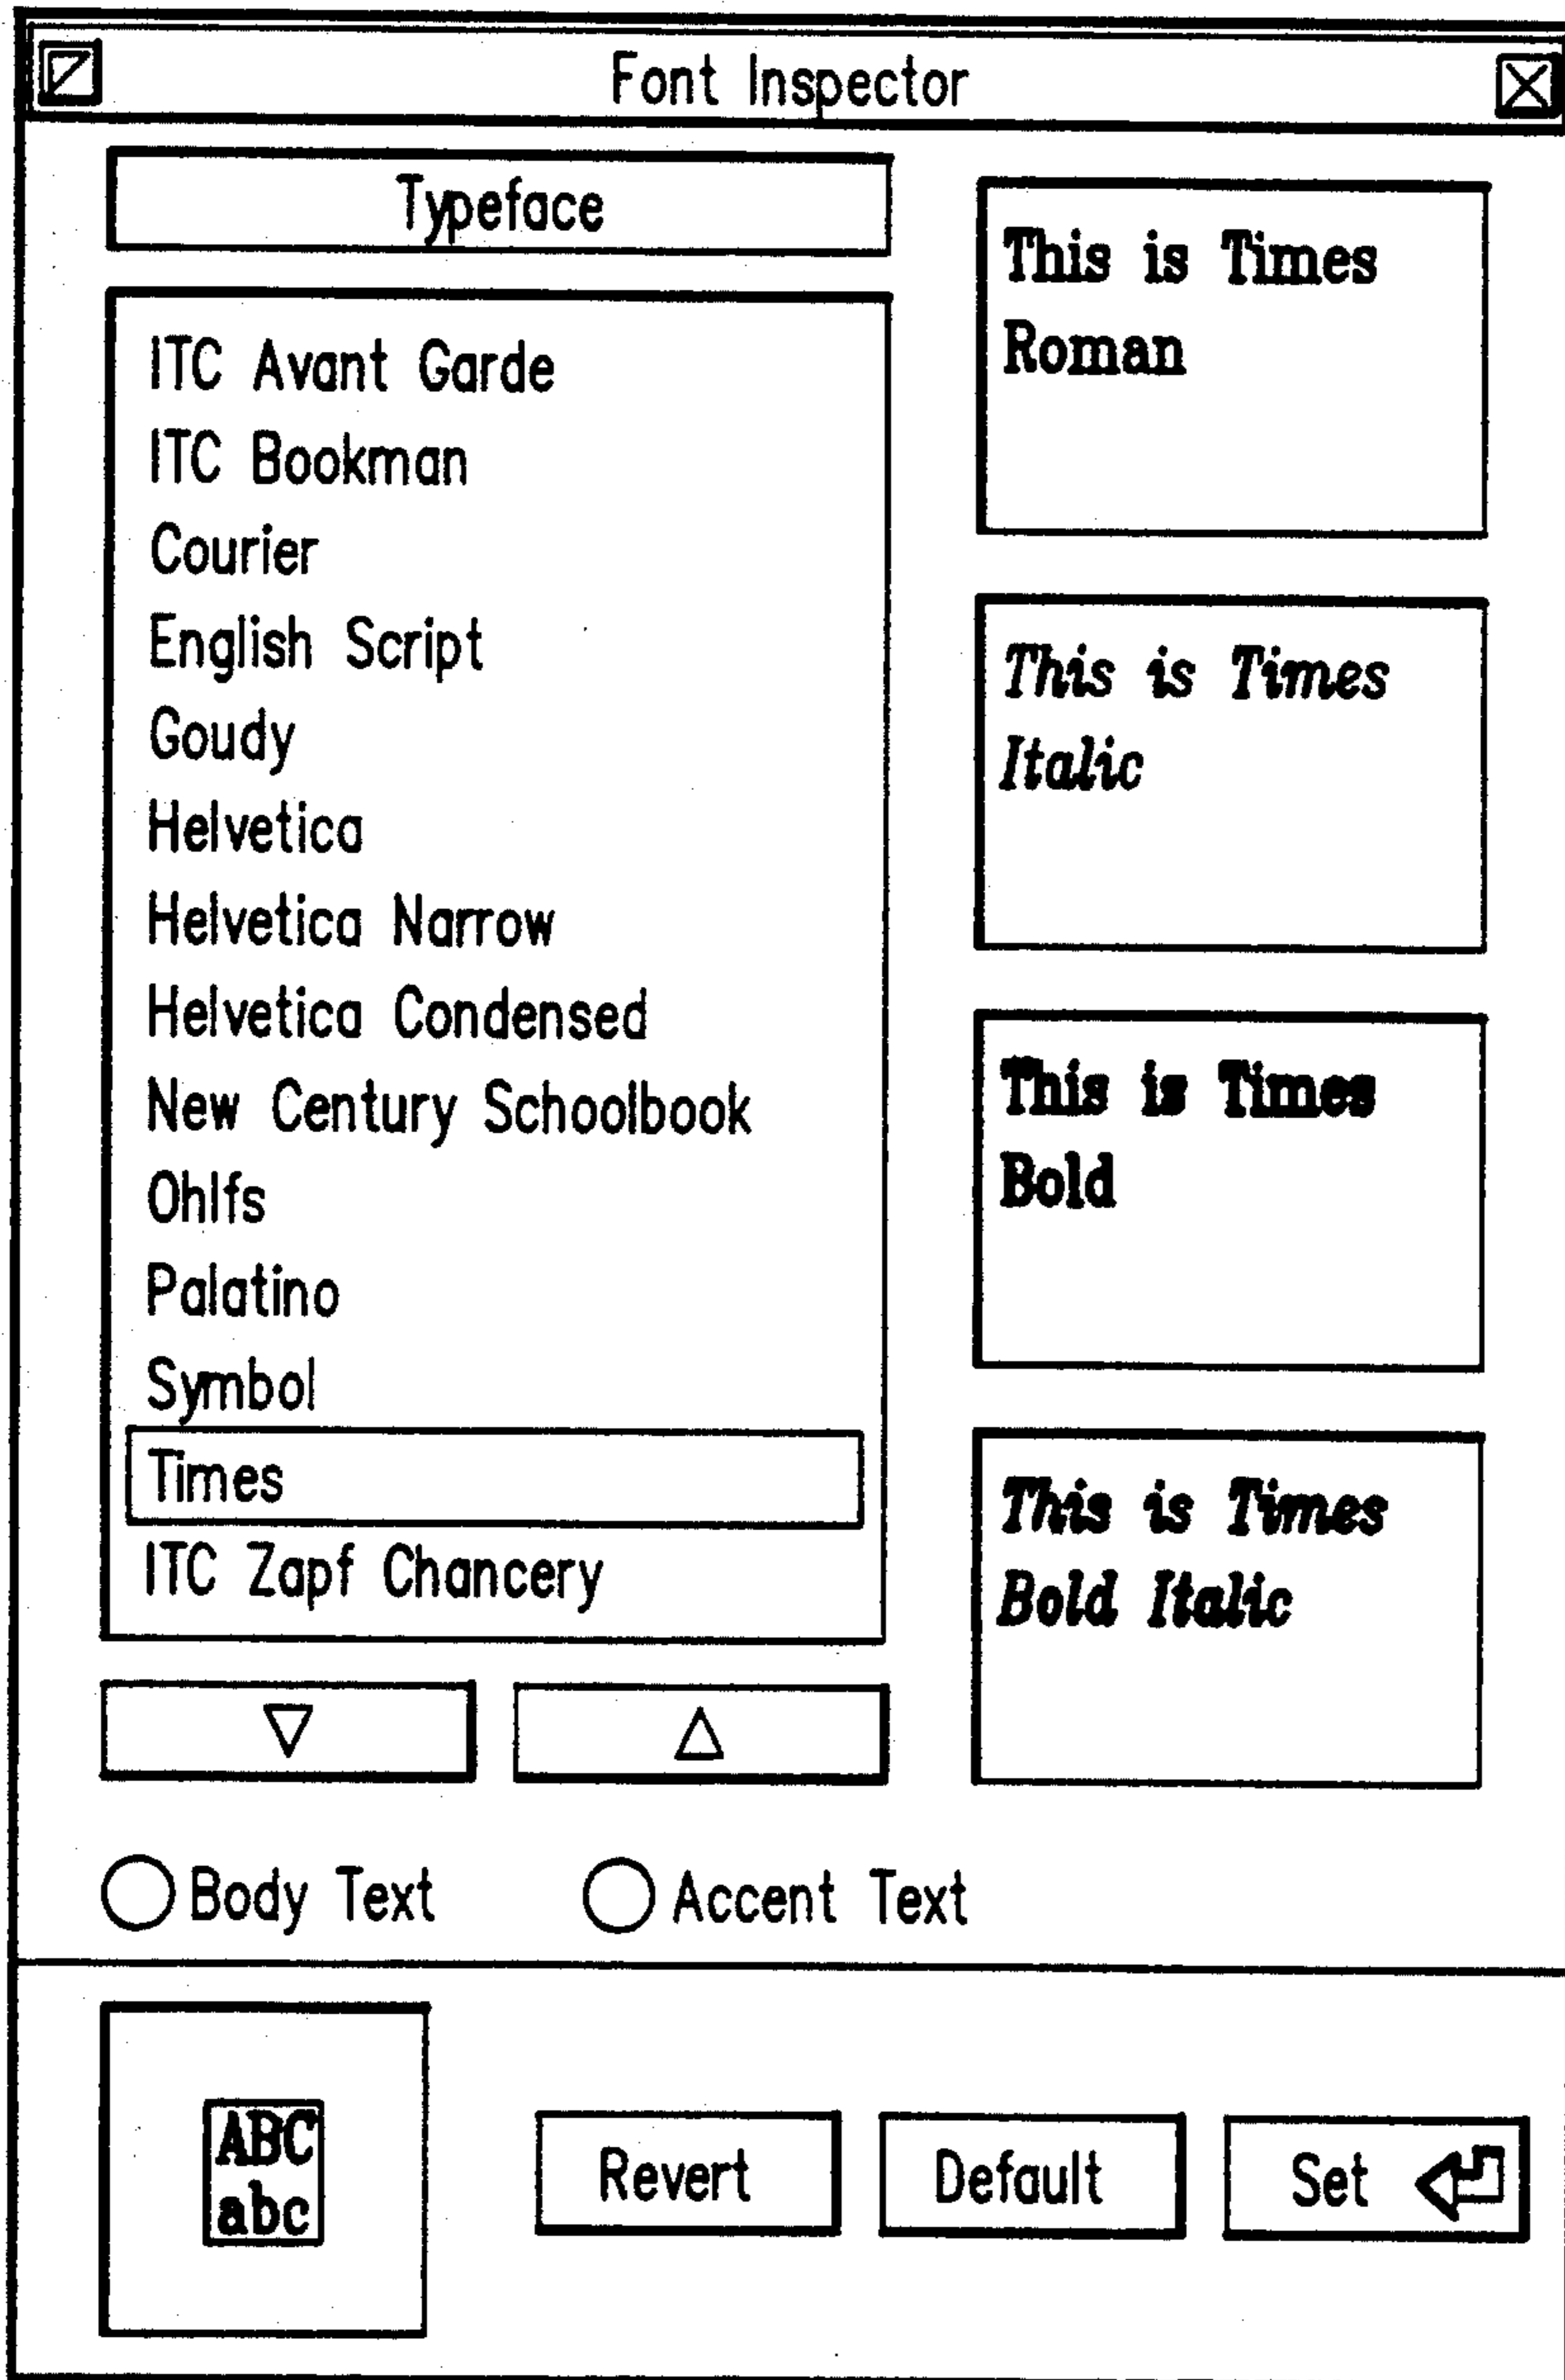 Font Inspector
Typeface
ITC Avant Garde
ITC Bookman
Courier
English Script
Goudy
Helvetica
Helvetica Narrow
Helvetica Condensed
New Century Schoolbook
Ohlfs
Palatino
Symbol
Times
ITC Zapf Chancery
This is Times
Roman
This is Times
Italic
This is Times
Bold
This is Times
Bold Italic
Body Text
Accent Text
ABC
abc
Revert
Default
Set